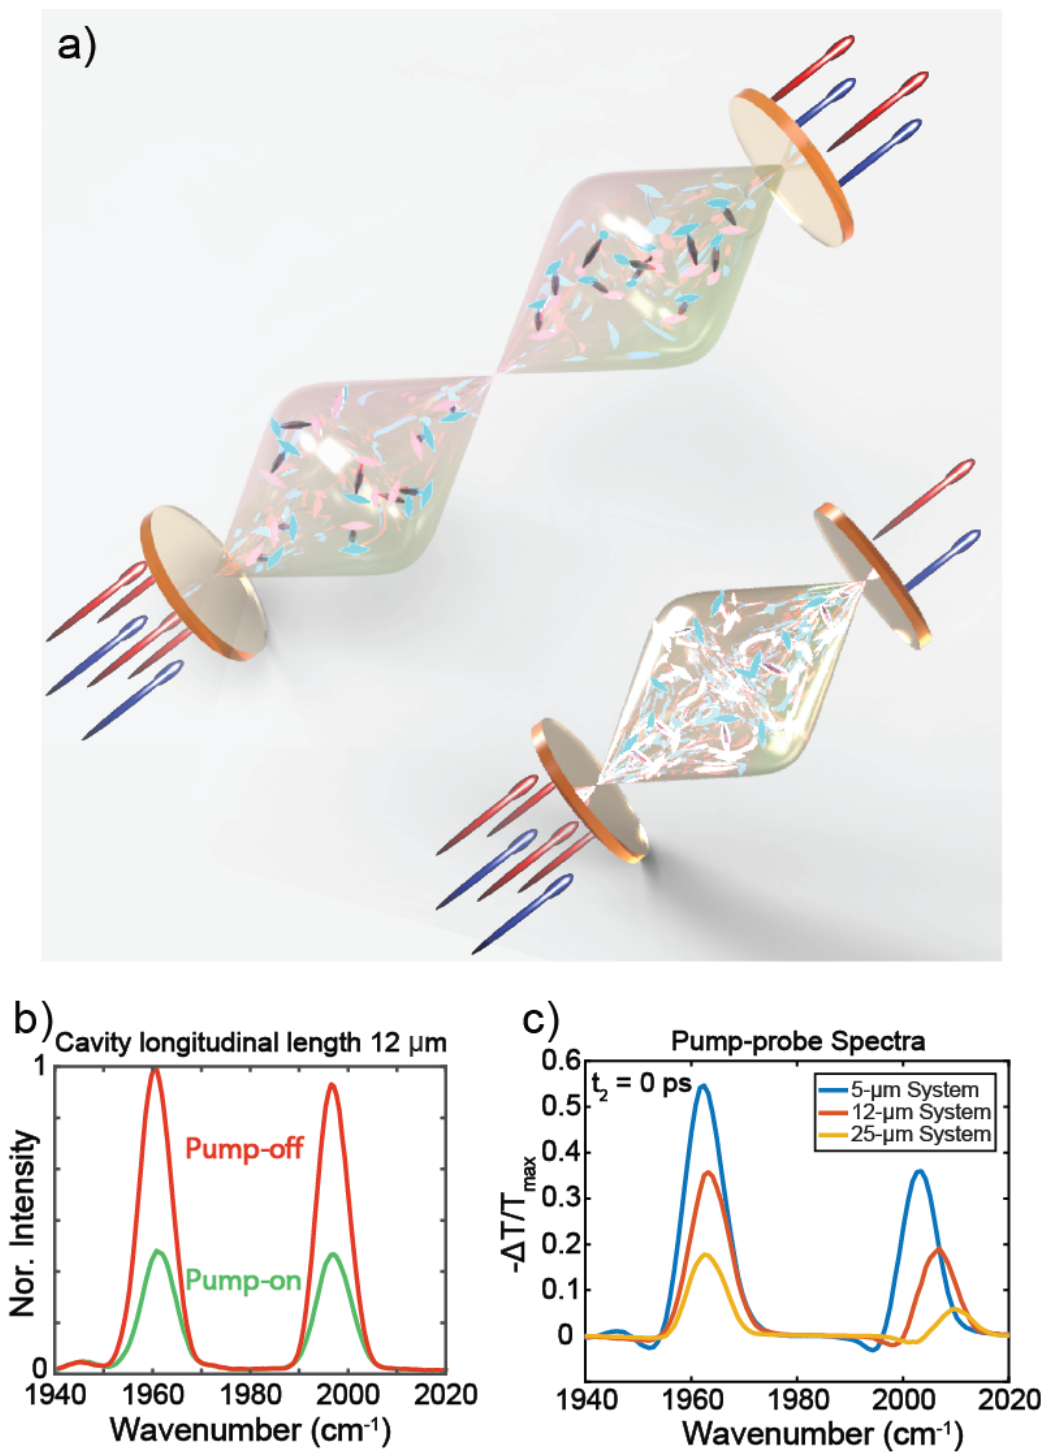 a)
b)
Cavity longitudinal length 12 μm
1
Pump-off
Pump-on
0
Nor. Intensity
1940 1960 1980 2000 2020
Wavenumber (cm-1)
c)
Pump-probe Spectra
t2 = 0 ps
5-μm System
12-μm System
25-μm System
0.6
0.5
0.4
0.3
0.2
0.1
0
-ΔT/Tmax
1940 1960 1980 2000 2020
Wavenumber (cm-1)